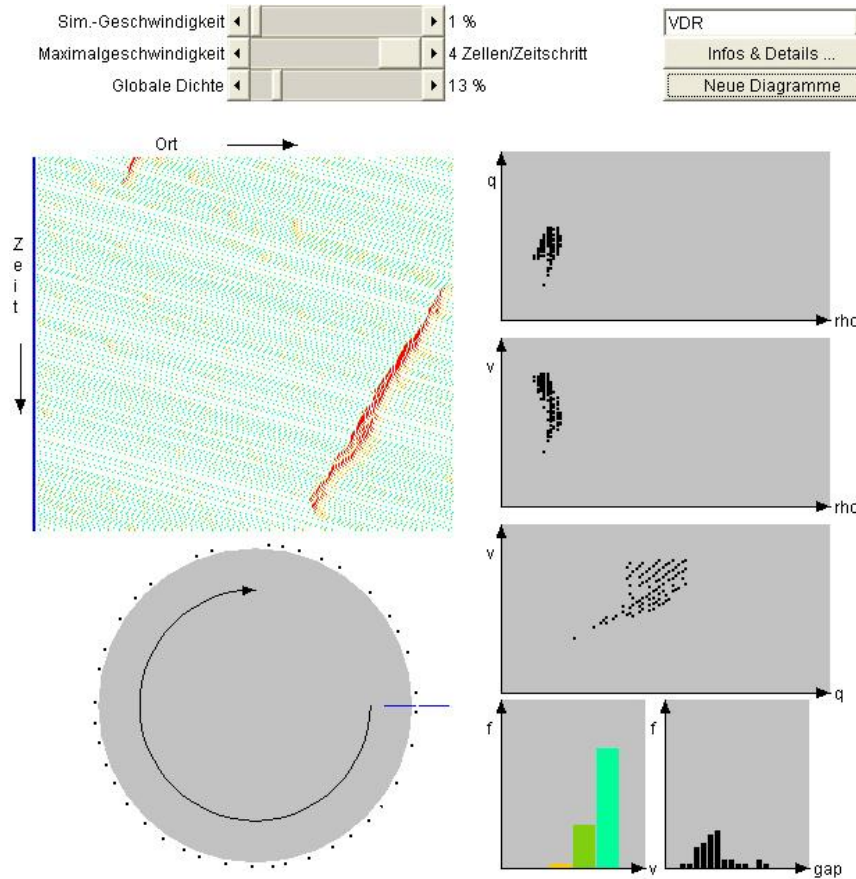 Sim.-Geschwindigkeit 1 % VDR
Maximalgeschwindigkeit 4 Zellen/Zeitschritt Infos & Details ...
Globale Dichte 13 % Neue Diagramme
Ort
Zeit
q
rho
v
rho
v
q
f
v
f
gap